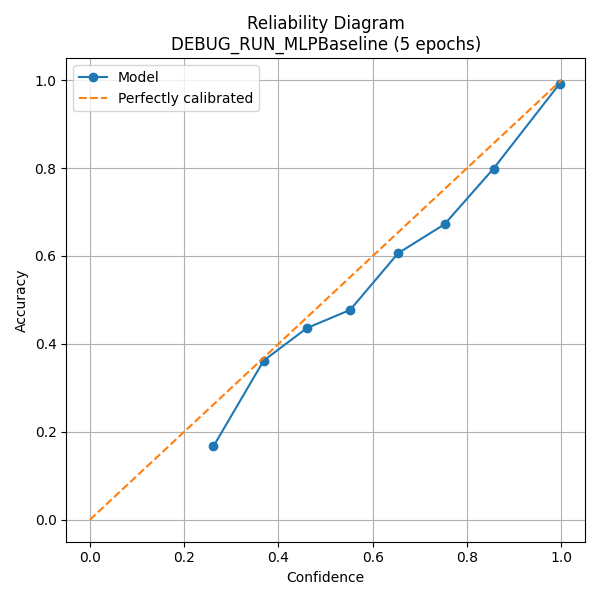 Reliability Diagram
DEBUG_RUN_MLPBaseline (5 epochs)
Model
Perfectly calibrated
1.0
0.8
0.6
0.4
0.2
0.0
Accuracy
0.0 0.2 0.4 0.6 0.8 1.0
Confidence